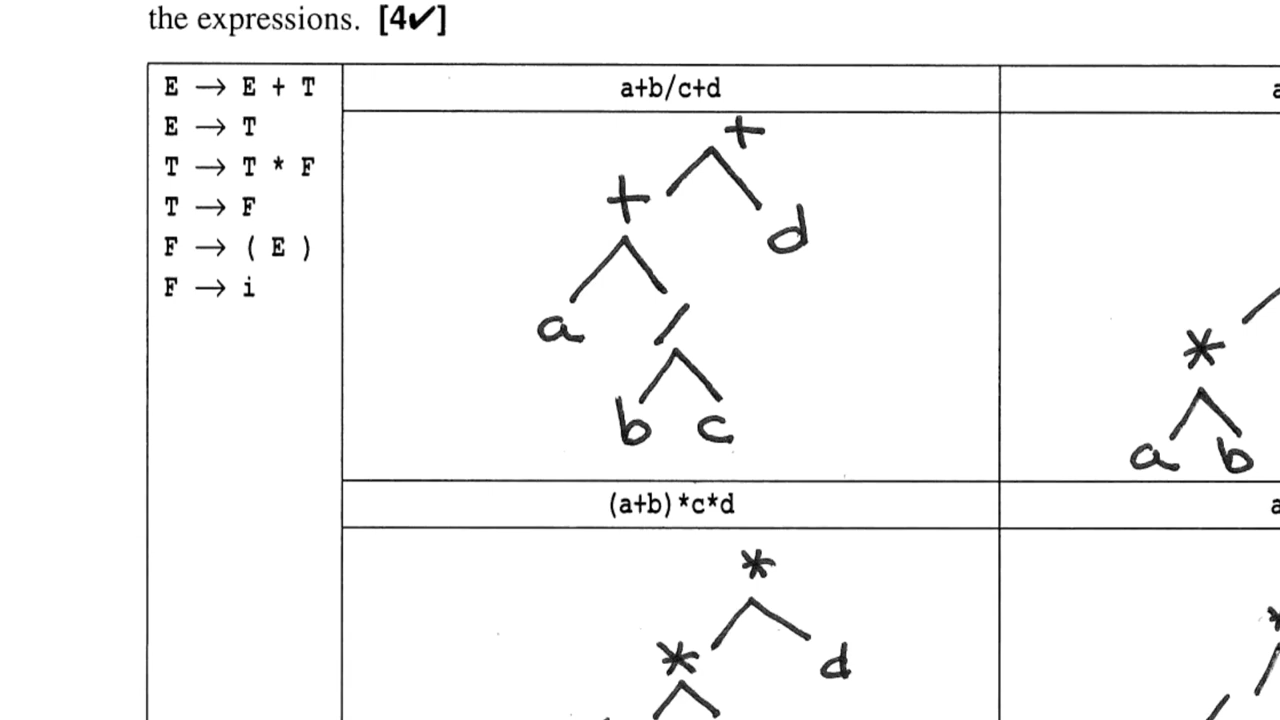 the expressions. [4✔]
E → E + T
E → T
T → T * F
T → F
F → ( E )
F → i
a+b/c+d
+
+
d
a
/
b c
a
*
a b
(a+b)*c*d
*
*
d
a
*